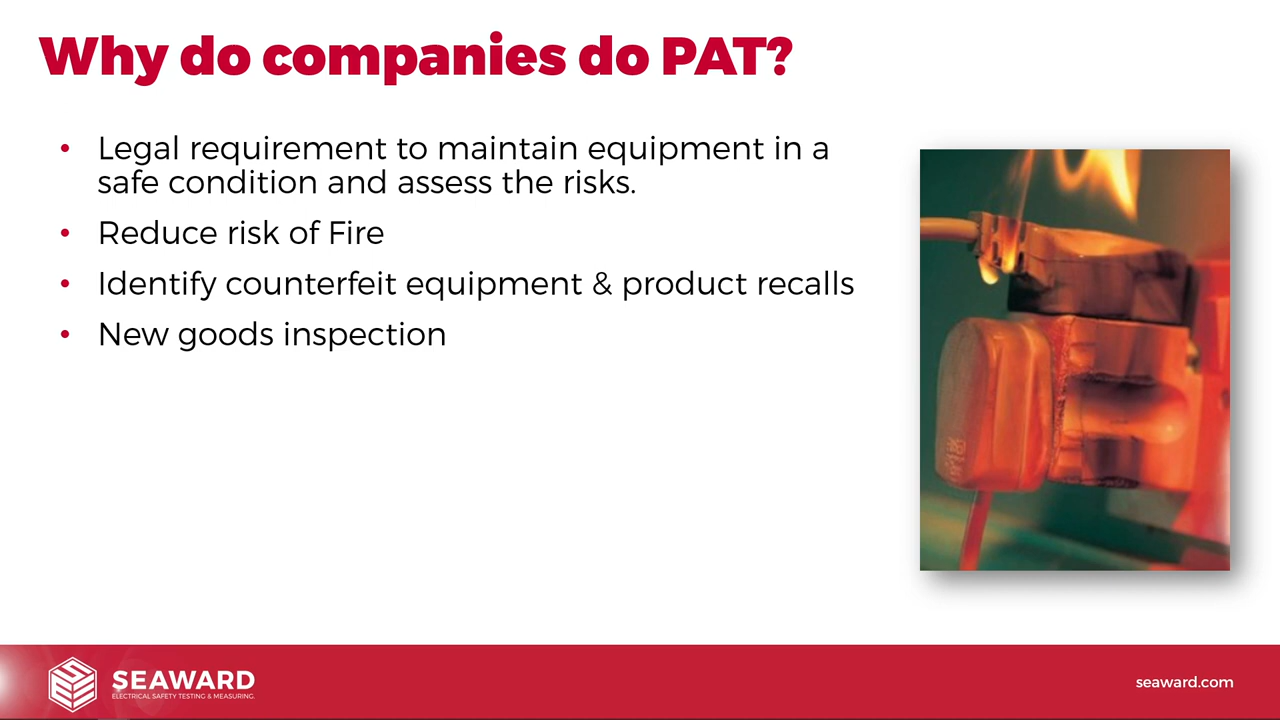 Why do companies do PAT?
• Legal requirement to maintain equipment in a
safe condition and assess the risks.
• Reduce risk of Fire
• Identify counterfeit equipment & product recalls
• New goods inspection
SEAWARD
ELECTRICAL SAFETY TESTING & MEASURING.
seaward.com